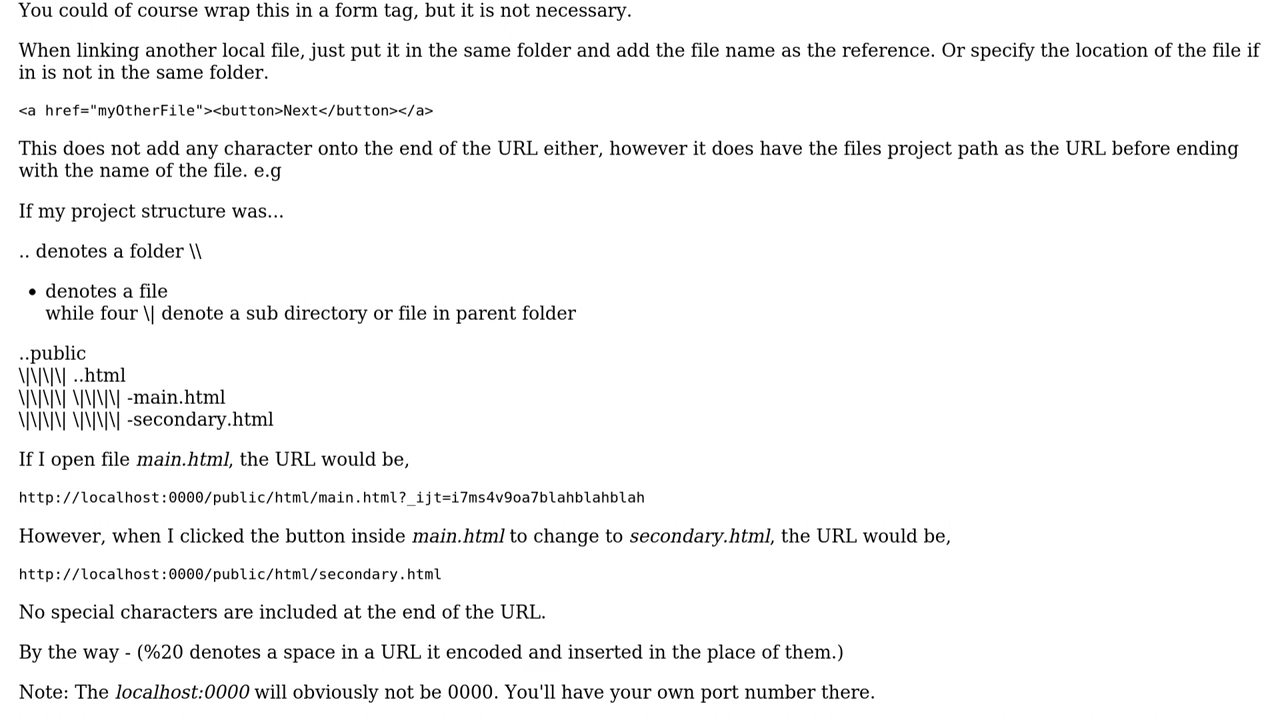 You could of course wrap this in a form tag, but it is not necessary.
When linking another local file, just put it in the same folder and add the file name as the reference. Or specify the location of the file if
in is not in the same folder.
<a href="myOtherFile"><button>Next</button></a>
This does not add any character onto the end of the URL either, however it does have the files project path as the URL before ending
with the name of the file. e.g
If my project structure was...
.. denotes a folder \\
• denotes a file
while four \| denote a sub directory or file in parent folder
..public
\|\|\|\| ..html
\|\|\|\| \|\|\|\| -main.html
\|\|\|\| \|\|\|\| -secondary.html
If I open file main.html, the URL would be,
http://localhost:0000/public/html/main.html?_ijt=i7ms4v9oa7blahblahblah
However, when I clicked the button inside main.html to change to secondary.html, the URL would be,
http://localhost:0000/public/html/secondary.html
No special characters are included at the end of the URL.
By the way - (%20 denotes a space in a URL it encoded and inserted in the place of them.)
Note: The localhost:0000 will obviously not be 0000. You'll have your own port number there.